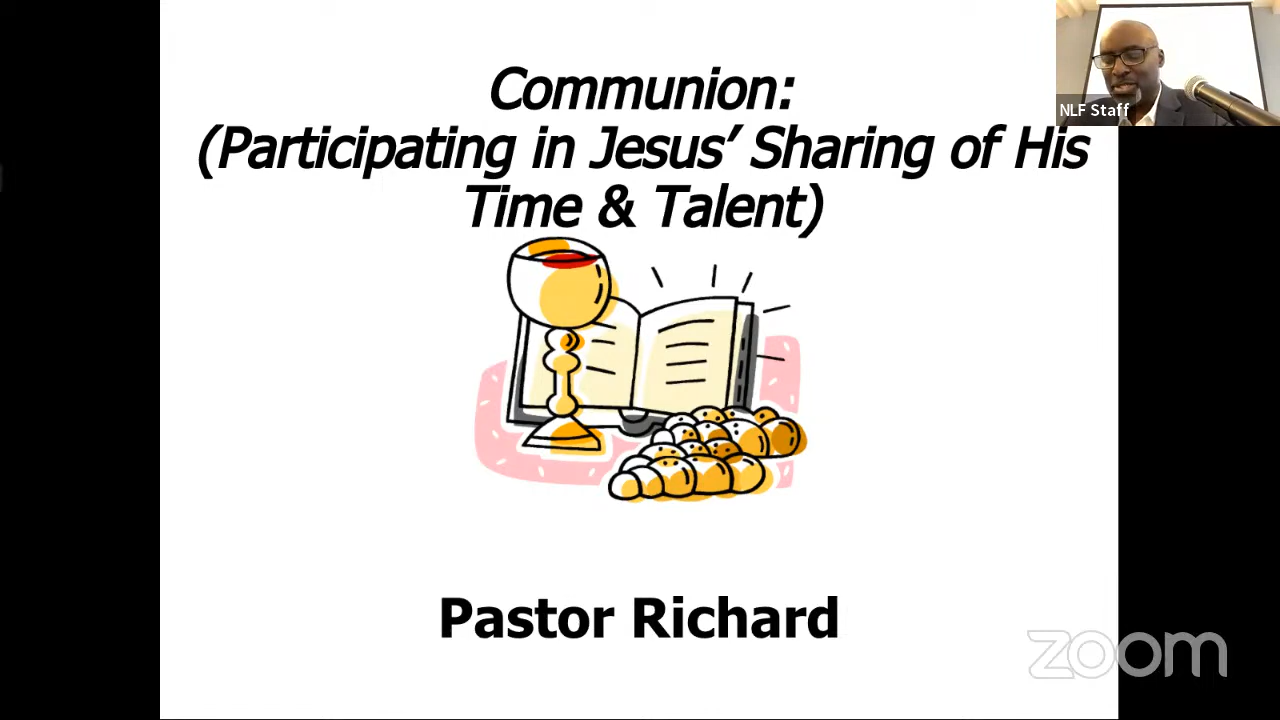 Communion:
(Participating in Jesus’ Sharing of His
Time & Talent)
NLF Staff
Pastor Richard
zoom